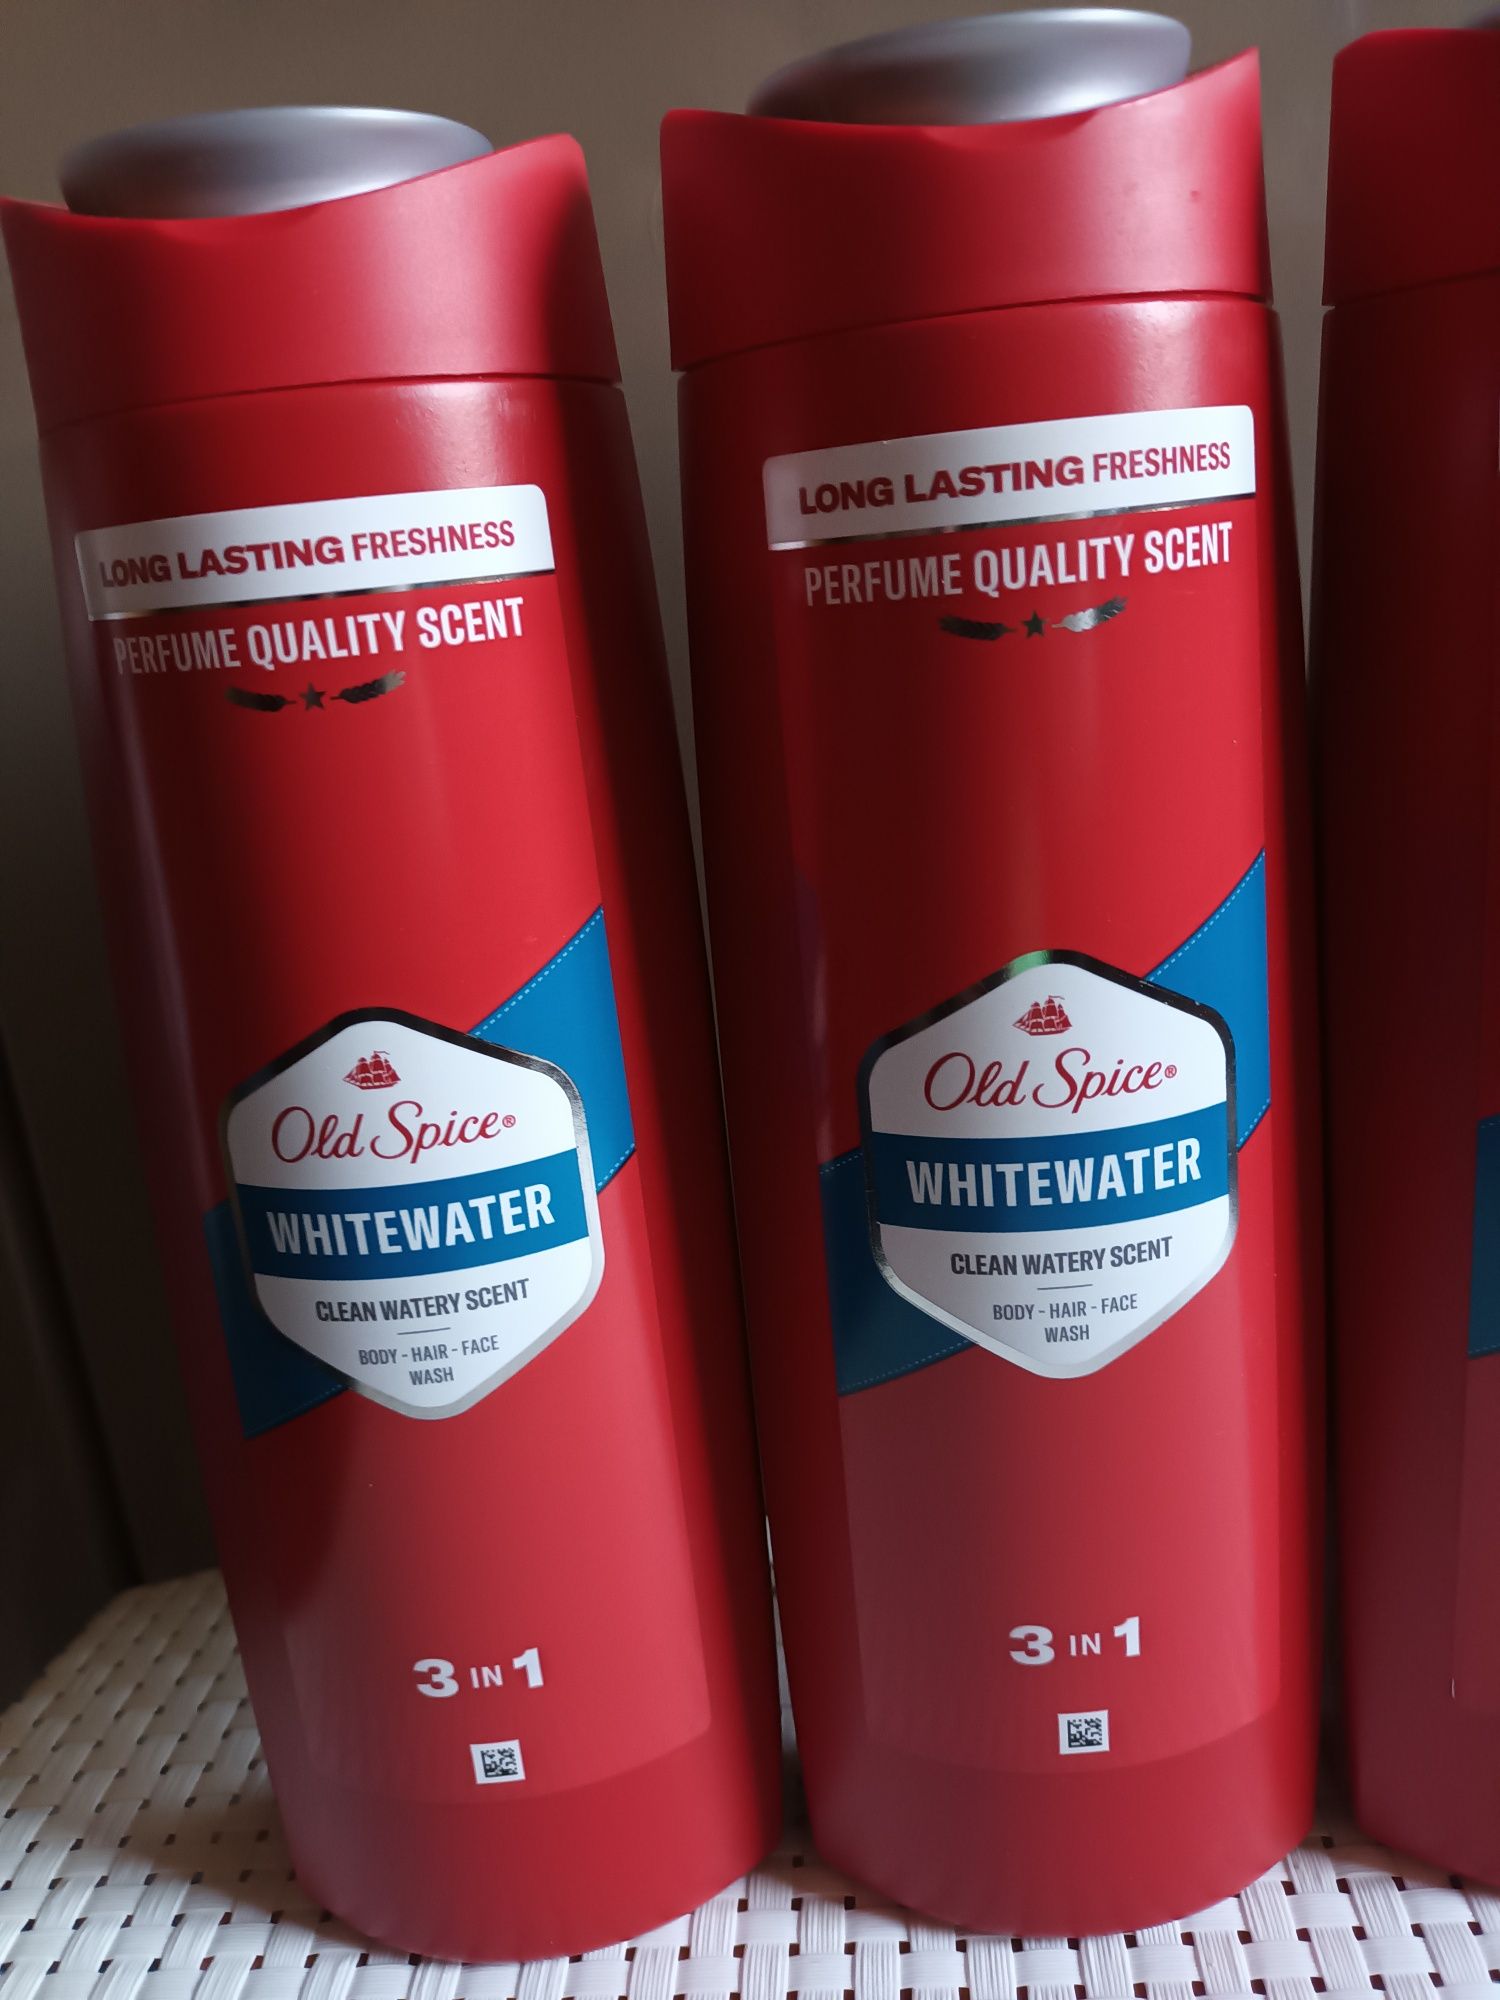 LONG LASTING FRESHNESS
PERFUME QUALITY SCENT
Old Spice®
WHITEWATER
CLEAN WATERY SCENT
BODY - HAIR - FACE
WASH
3 IN 1
LONG LASTING FRESHNESS
PERFUME QUALITY SCENT
Old Spice®
WHITEWATER
CLEAN WATERY SCENT
BODY - HAIR - FACE
WASH
3 IN 1